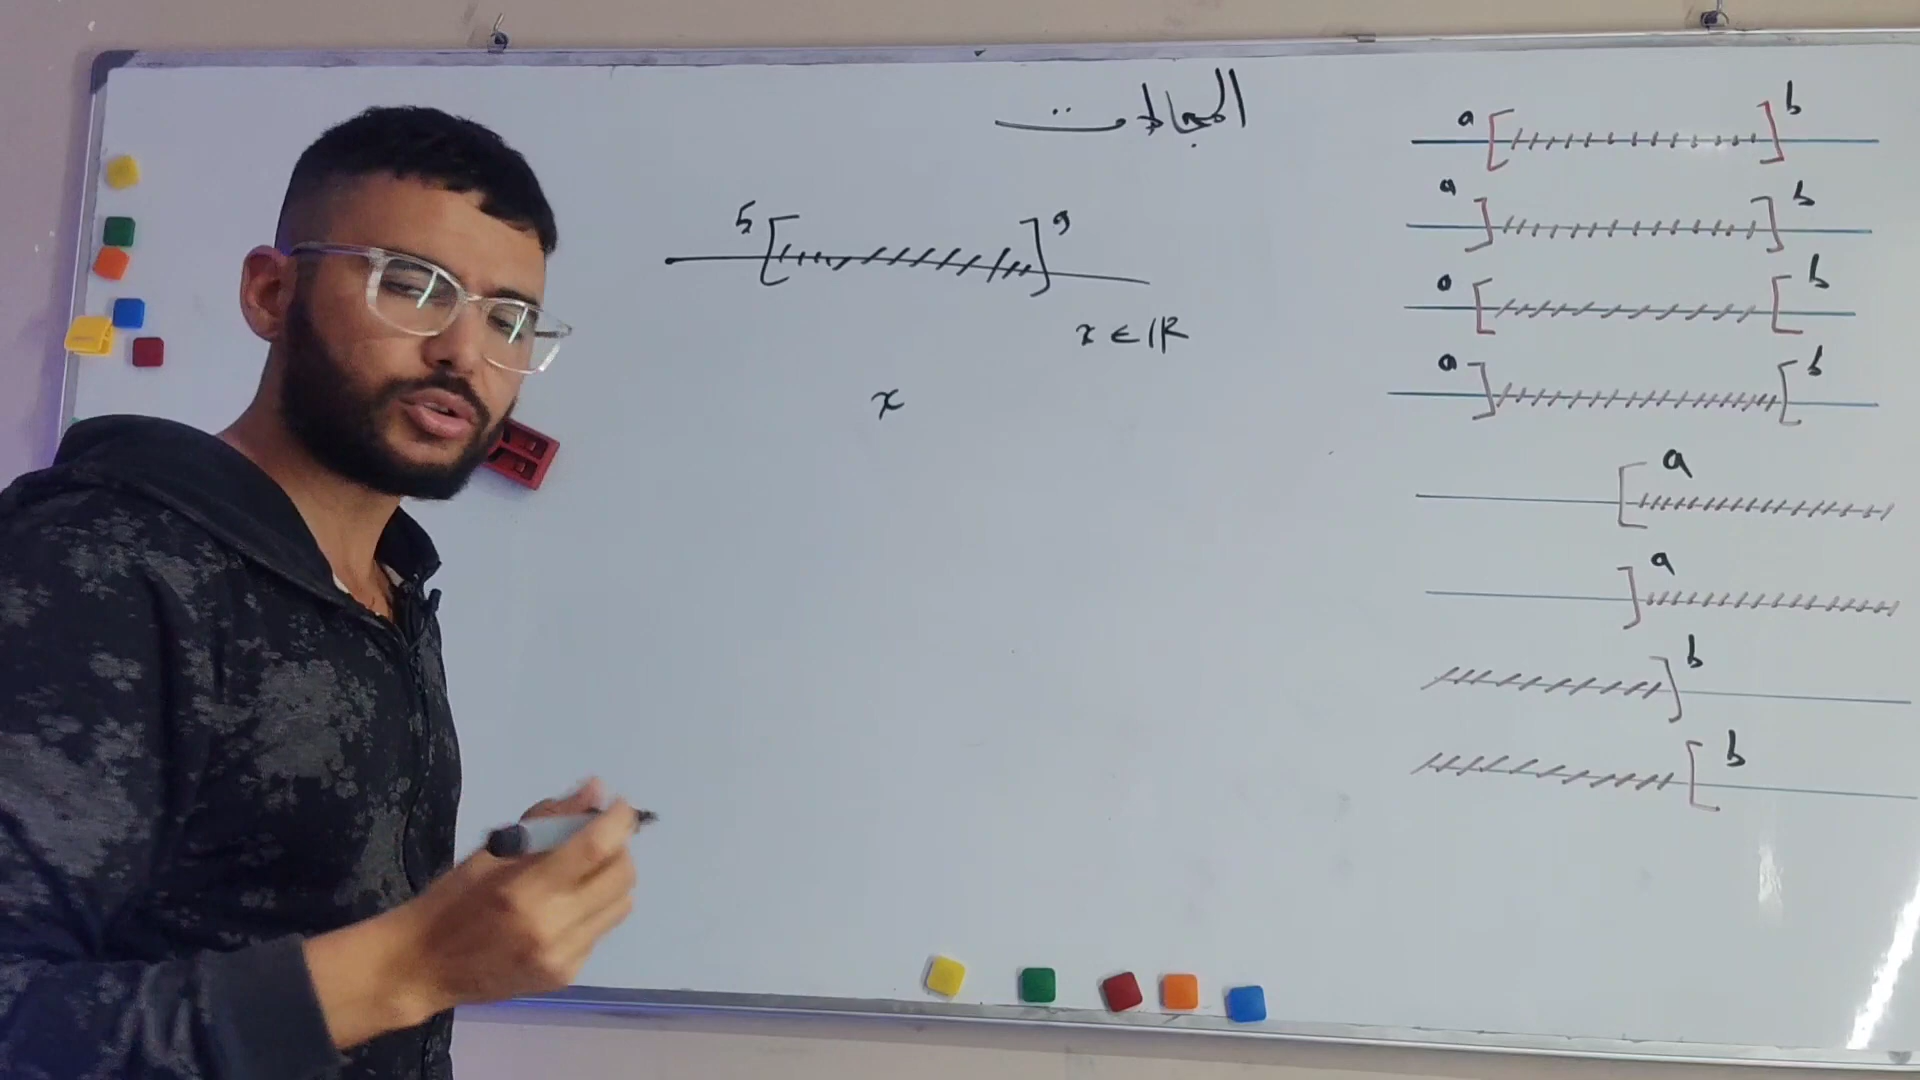 المجالات
5 [ ] 9
x ∈ ℝ
x
a [ ] b
a ] ] b
a [ [ b
a ] [ b
[ a
] a
] b
[ b